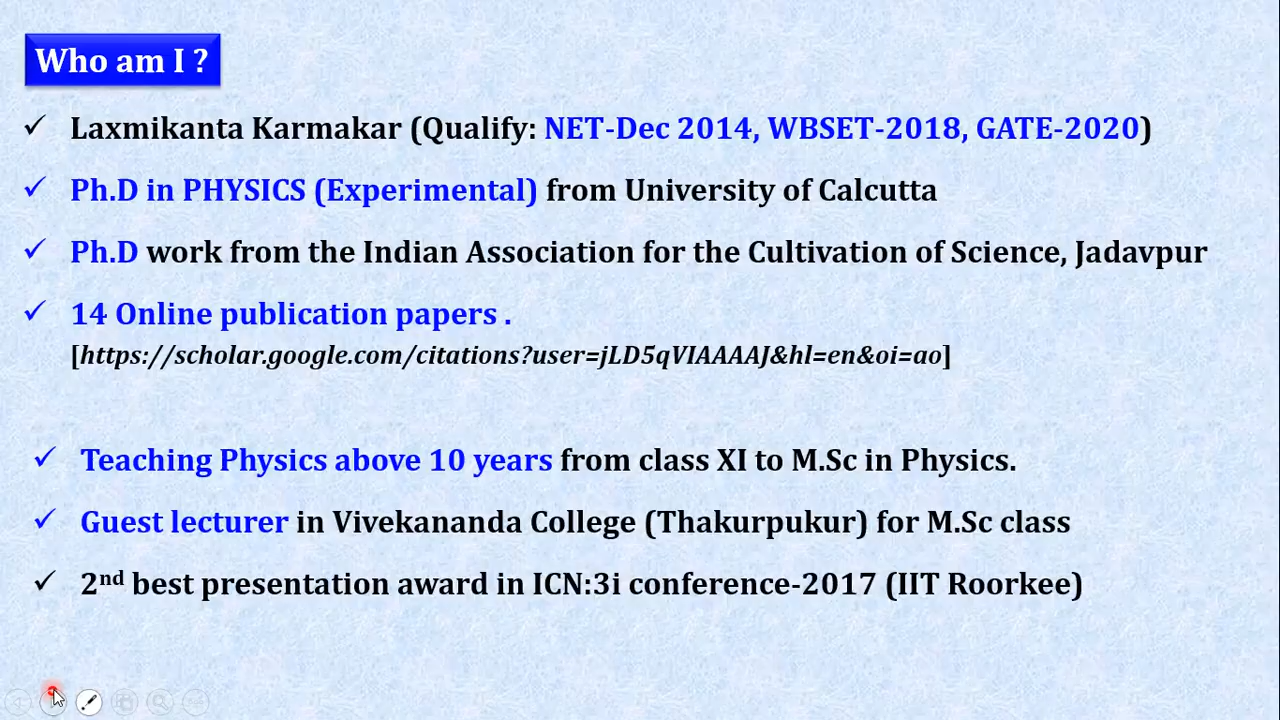 Who am I ?
✓ Laxmikanta Karmakar (Qualify: NET-Dec 2014, WBSET-2018, GATE-2020)
✓ Ph.D in PHYSICS (Experimental) from University of Calcutta
✓ Ph.D work from the Indian Association for the Cultivation of Science, Jadavpur
✓ 14 Online publication papers .
[https://scholar.google.com/citations?user=jLD5qVIAAAAJ&hl=en&oi=ao]
✓ Teaching Physics above 10 years from class XI to M.Sc in Physics.
✓ Guest lecturer in Vivekananda College (Thakurpukur) for M.Sc class
✓ 2nd best presentation award in ICN:3i conference-2017 (IIT Roorkee)